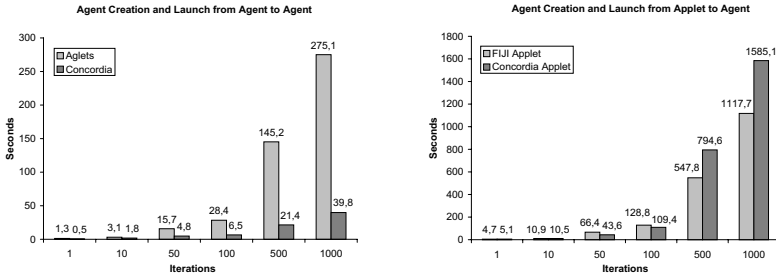 Agent Creation and Launch from Agent to Agent
300
250
200
150
100
50
0
Seconds
Aglets
Concordia
1,3 0,5
3,1 1,8
15,7 4,8
28,4 6,5
145,2 21,4
275,1 39,8
1 10 50 100 500 1000
Iterations
Agent Creation and Launch from Applet to Agent
1800
1600
1400
1200
1000
800
600
400
200
0
Seconds
FIJI Applet
Concordia Applet
4,7 5,1
10,9 10,5
66,4 43,6
128,8 109,4
547,8 794,6
1117,7 1585,1
1 10 50 100 500 1000
Iterations